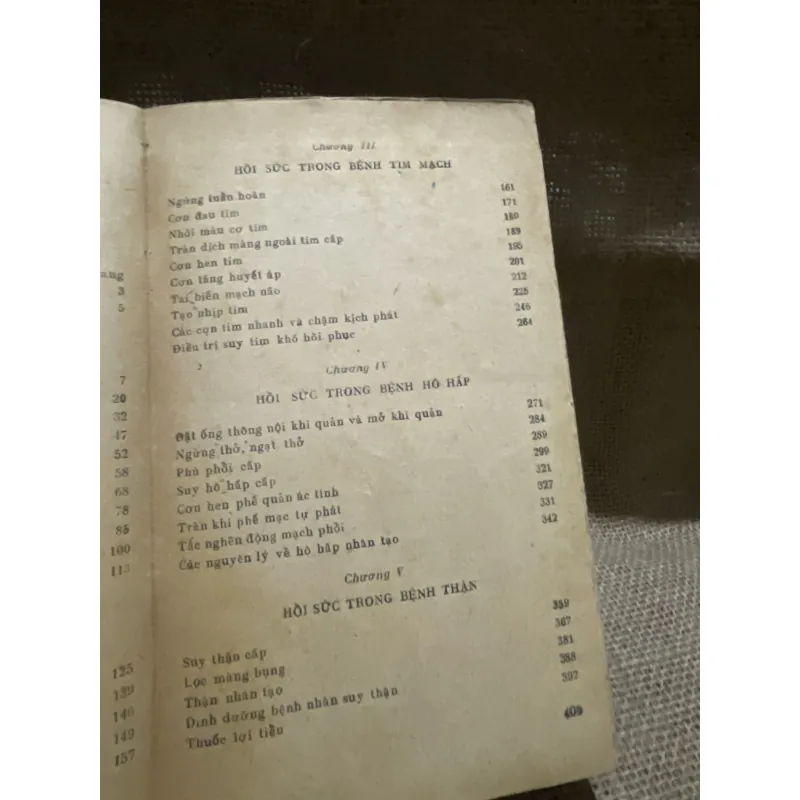 ang
3
5
7
20
32
47
52
58
68
78
85
100
113
125
139
146
149
157
Chương III
HỒI SỨC TRONG BỆNH TIM MẠCH
Ngừng tuần hoàn 161
Cơn đau tim 171
Nhồi máu cơ tim 180
Tràn dịch màng ngoài tim cấp 189
Cơn hen tim 195
Cơn tăng huyết áp 201
Tai biến mạch não 212
Tạo nhịp tim 225
Các cơn tim nhanh và chậm kịch phát 246
Điều trị suy tim khó hồi phục 264
Chương IV
HỒI SỨC TRONG BỆNH HÔ HẤP
Đặt ống thông nội khí quản và mở khí quản 271
Ngừng thở, ngạt thở 284
Phù phổi cấp 289
Suy hô hấp cấp 299
Cơn hen phế quản ác tính 321
Tràn khí phế mạc tự phát 327
Tắc nghẽn động mạch phổi 331
Các nguyên lý về hô hấp nhân tạo 342
Chương V
HỒI SỨC TRONG BỆNH THẬN
Suy thận cấp 359
Lọc màng bụng 367
Thận nhân tạo 381
Dinh dưỡng bệnh nhân suy thận 388
Thuốc lợi tiểu 392
409